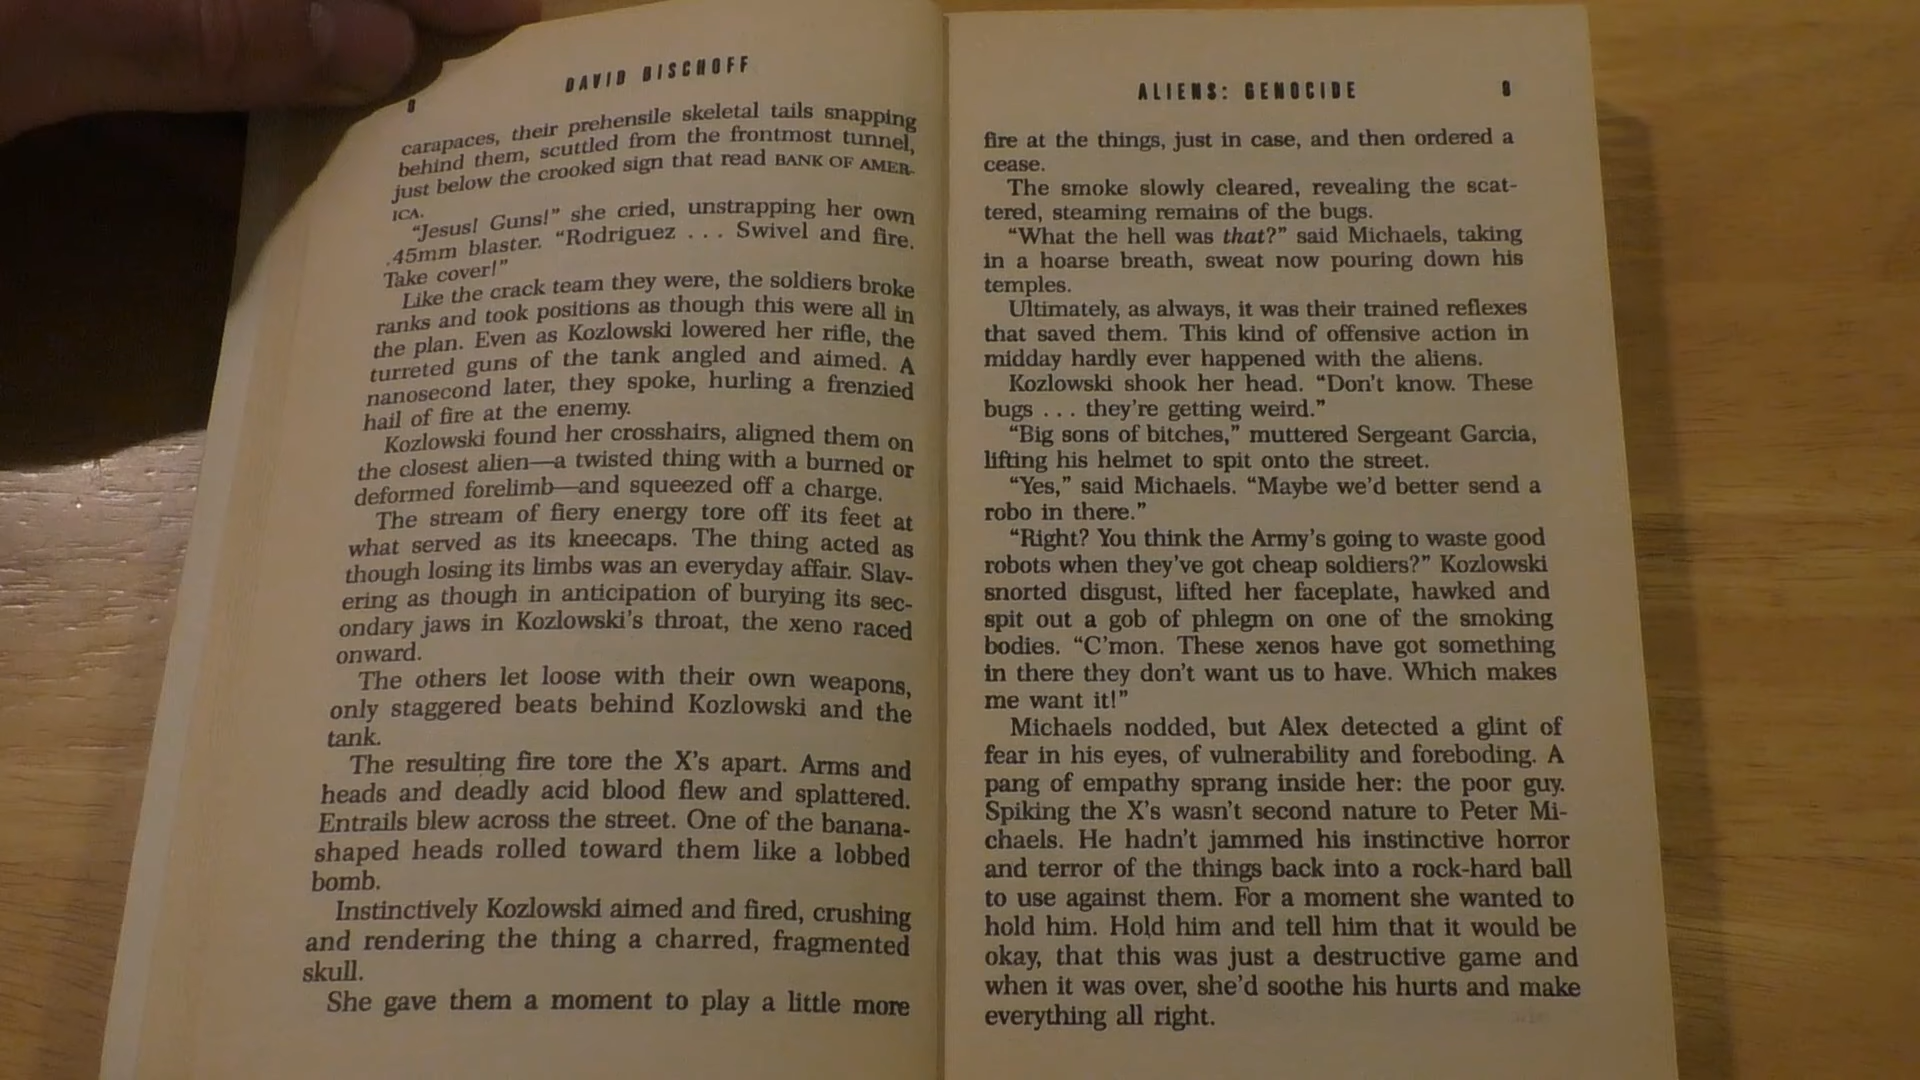 8
DAVID BISCHOFF
carapaces, their prehensile skeletal tails snapping
behind them, scuttled from the frontmost tunnel,
just below the crooked sign that read BANK OF AMER-
ICA.
“Jesus! Guns!” she cried, unstrapping her own
.45mm blaster. “Rodriguez . . . Swivel and fire.
Take cover!”
Like the crack team they were, the soldiers broke
ranks and took positions as though this were all in
the plan. Even as Kozlowski lowered her rifle, the
turreted guns of the tank angled and aimed. A
nanosecond later, they spoke, hurling a frenzied
hail of fire at the enemy.
Kozlowski found her crosshairs, aligned them on
the closest alien—a twisted thing with a burned or
deformed forelimb—and squeezed off a charge.
The stream of fiery energy tore off its feet at
what served as its kneecaps. The thing acted as
though losing its limbs was an everyday affair. Slav-
ering as though in anticipation of burying its sec-
ondary jaws in Kozlowski’s throat, the xeno raced
onward.
The others let loose with their own weapons,
only staggered beats behind Kozlowski and the
tank.
The resulting fire tore the X’s apart. Arms and
heads and deadly acid blood flew and splattered.
Entrails blew across the street. One of the banana-
shaped heads rolled toward them like a lobbed
bomb.
Instinctively Kozlowski aimed and fired, crushing
and rendering the thing a charred, fragmented
skull.
She gave them a moment to play a little more
ALIENS: GENOCIDE
fire at the things, just in case, and then ordered a
cease.
The smoke slowly cleared, revealing the scat-
tered, steaming remains of the bugs.
“What the hell was that?” said Michaels, taking
in a hoarse breath, sweat now pouring down his
temples.
Ultimately, as always, it was their trained reflexes
that saved them. This kind of offensive action in
midday hardly ever happened with the aliens.
Kozlowski shook her head. “Don’t know. These
bugs . . . they’re getting weird.”
“Big sons of bitches,” muttered Sergeant Garcia,
lifting his helmet to spit onto the street.
“Yes,” said Michaels. “Maybe we’d better send a
robo in there.”
“Right? You think the Army’s going to waste good
robots when they’ve got cheap soldiers?” Kozlowski
snorted disgust, lifted her faceplate, hawked and
spit out a gob of phlegm on one of the smoking
bodies. “C’mon. These xenos have got something
in there they don’t want us to have. Which makes
me want it!”
Michaels nodded, but Alex detected a glint of
fear in his eyes, of vulnerability and foreboding. A
pang of empathy sprang inside her: the poor guy.
Spiking the X’s wasn’t second nature to Peter Mi-
chaels. He hadn’t jammed his instinctive horror
and terror of the things back into a rock-hard ball
to use against them. For a moment she wanted to
hold him. Hold him and tell him that it would be
okay, that this was just a destructive game and
when it was over, she’d soothe his hurts and make
everything all right.